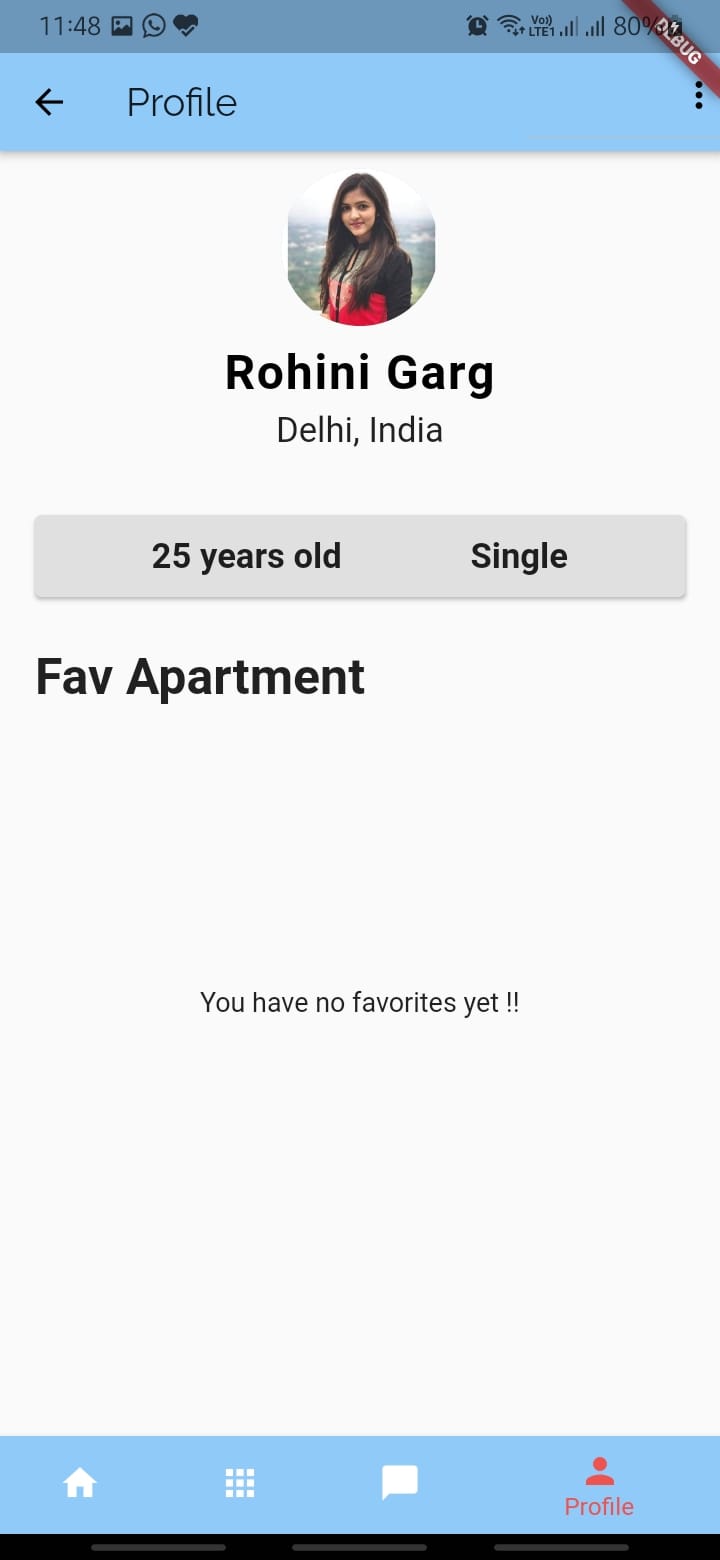 11:48
Vo))
LTE1
80%
DEBUG
Profile
Rohini Garg
Delhi, India
25 years old Single
Fav Apartment
You have no favorites yet !!
Profile